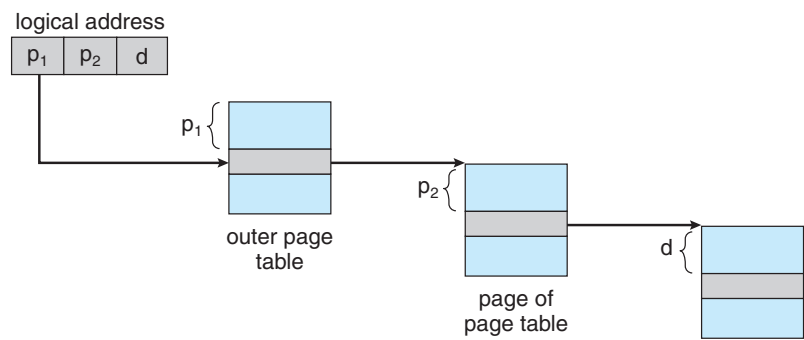 logical address
p₁ p₂ d
p₁
outer page
table
p₂
page of
page table
d